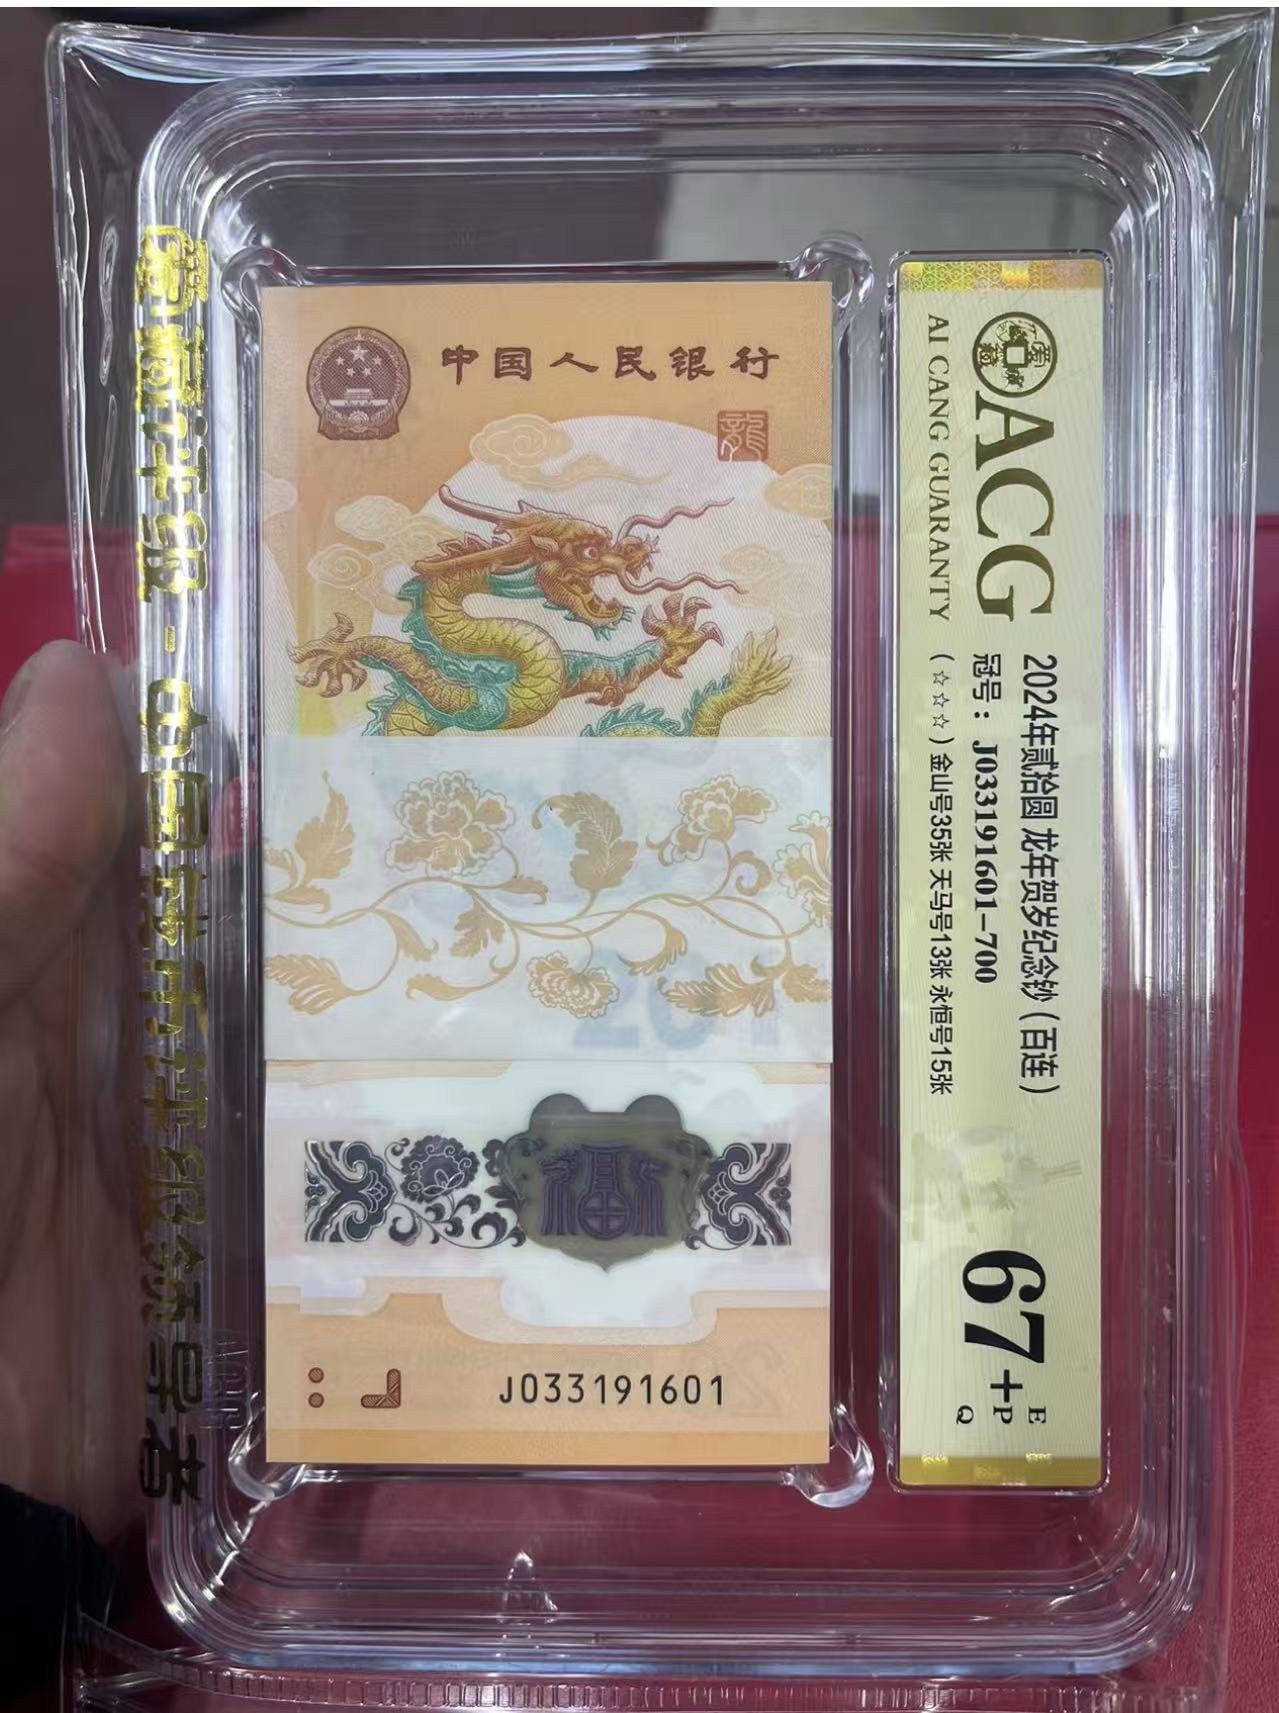 中国人民银行
龍
J033191601
爱藏评级-中国钱币评级领导者
爱藏
ACG
AI CANG GUARANTY
2024年贰拾圆 龙年贺岁纪念钞（百连）
冠号：J033191601-700
（☆☆☆）金山号35张 天马号13张 永恒号15张
67+
E
P
Q